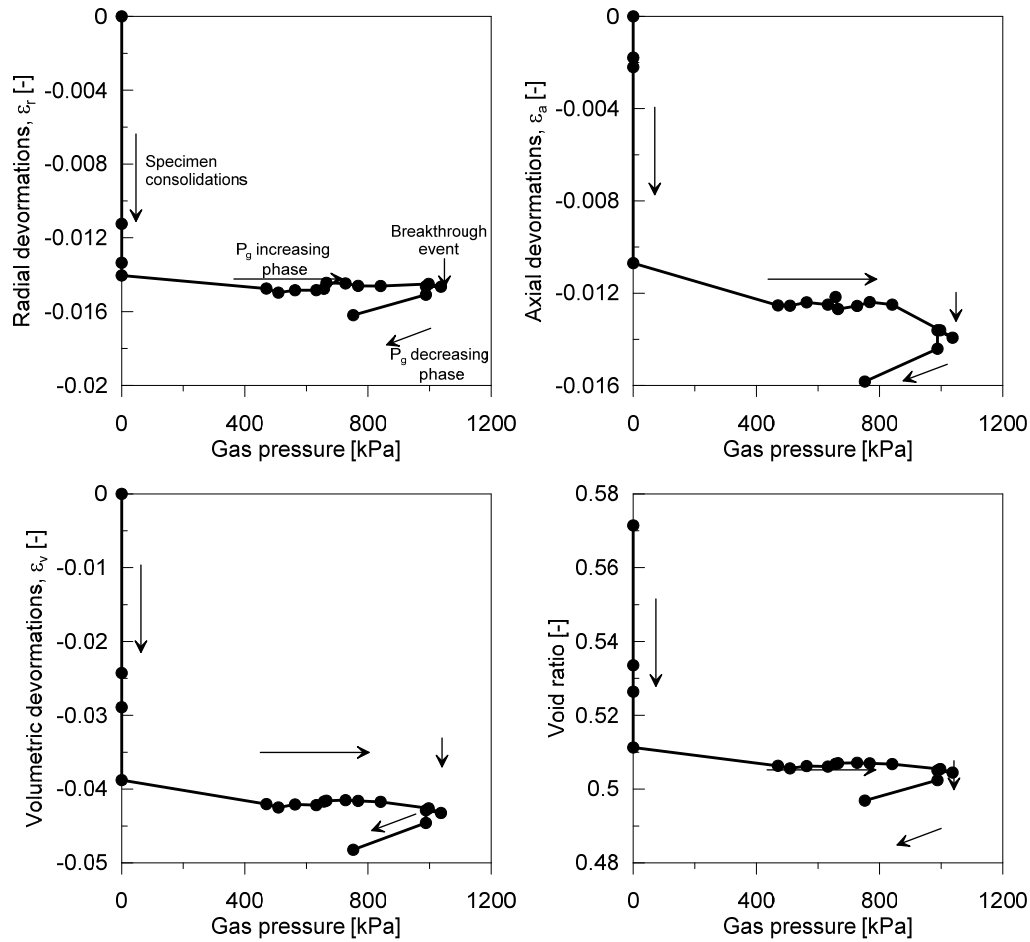 0
-0.004
-0.008
-0.012
-0.016
-0.02
Radial devormations, εr [-]
Specimen
consolidations
Pg increasing
phase
Breakthrough
event
Pg decreasing
phase
0 400 800 1200
Gas pressure [kPa]
0
-0.004
-0.008
-0.012
-0.016
Axial devormations, εa [-]
0 400 800 1200
Gas pressure [kPa]
0
-0.01
-0.02
-0.03
-0.04
-0.05
Volumetric devormations, εv [-]
0 400 800 1200
Gas pressure [kPa]
0.58
0.56
0.54
0.52
0.5
0.48
Void ratio [-]
0 400 800 1200
Gas pressure [kPa]